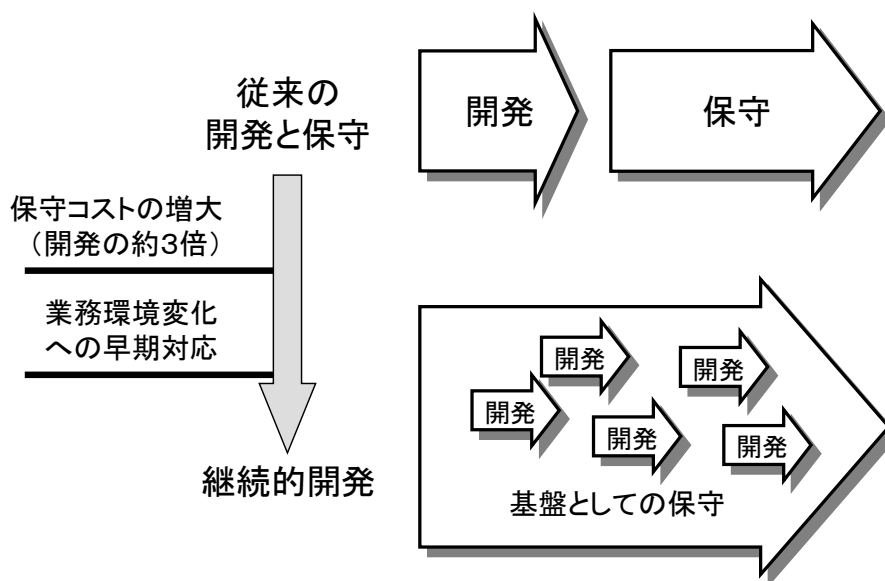 従来の
開発と保守
開発
保守
保守コストの増大
（開発の約3倍）
業務環境変化
への早期対応
継続的開発
開発
開発
開発
開発
開発
基盤としての保守